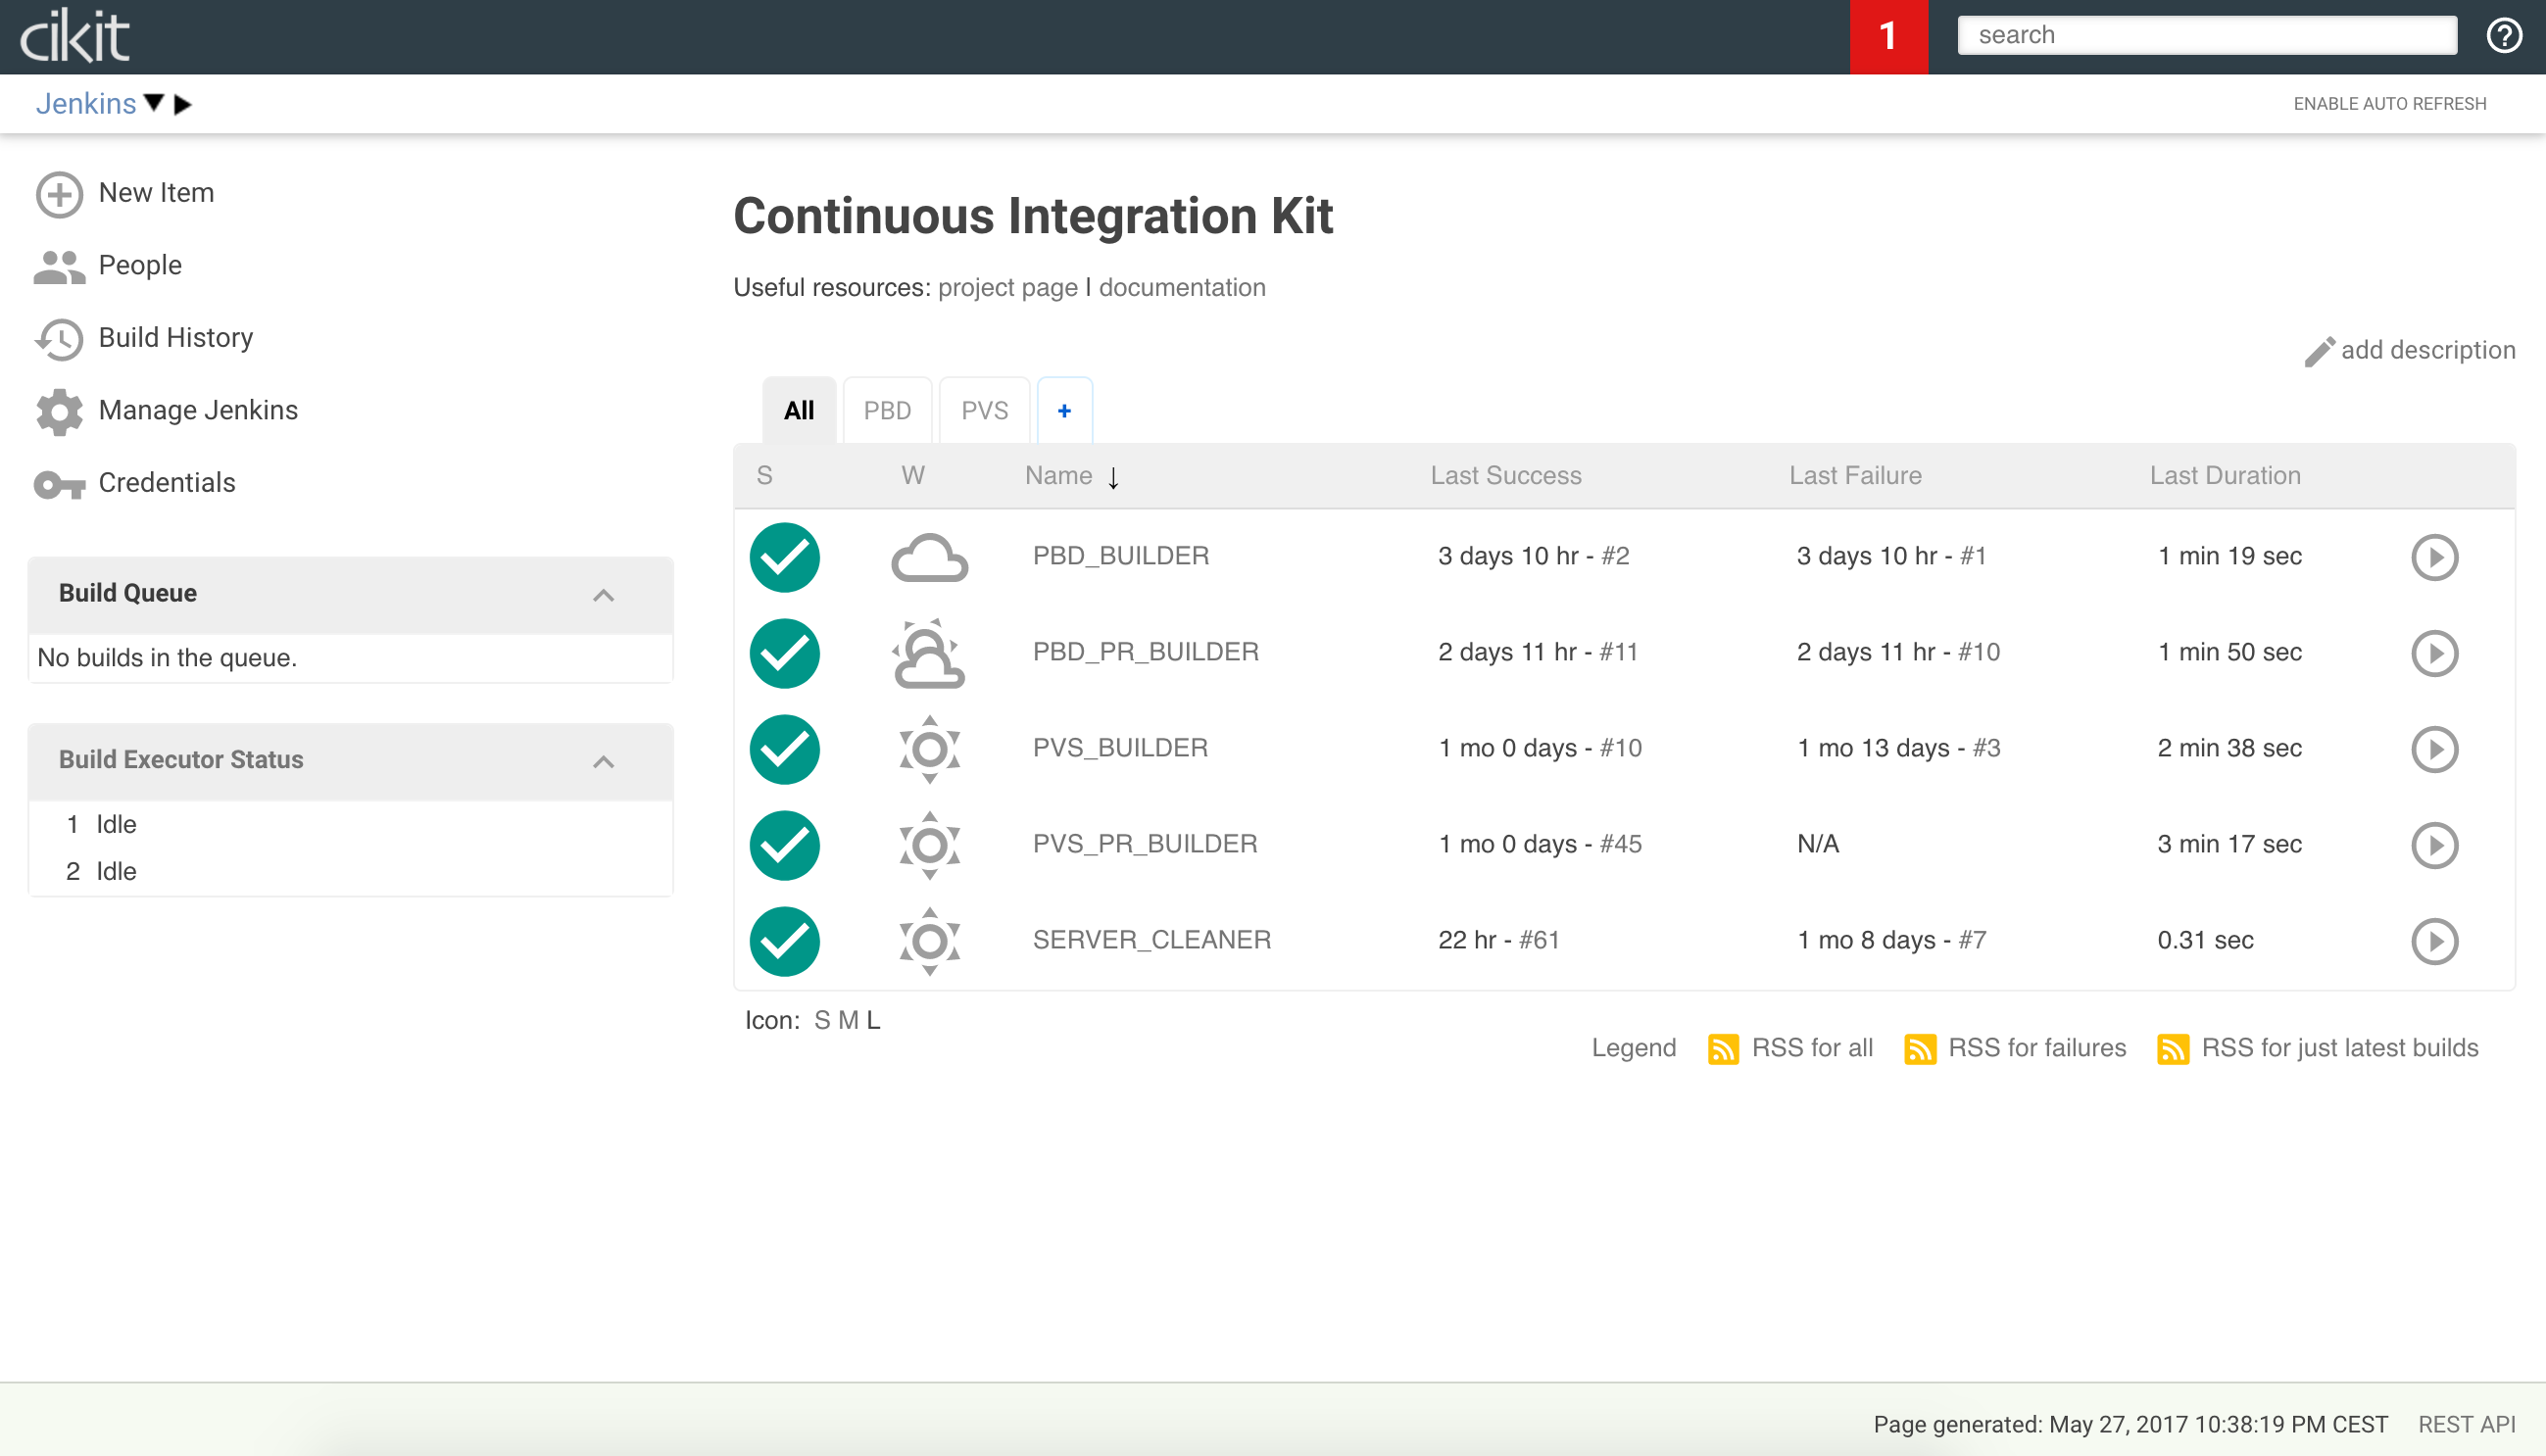 cikit
1
search
?
Jenkins
ENABLE AUTO REFRESH
New Item
People
Build History
Manage Jenkins
Credentials
Build Queue
No builds in the queue.
Build Executor Status
1 Idle
2 Idle
Continuous Integration Kit
Useful resources: project page | documentation
add description
All PBD PVS +
S W Name ↓ Last Success Last Failure Last Duration
PBD_BUILDER 3 days 10 hr - #2 3 days 10 hr - #1 1 min 19 sec
PBD_PR_BUILDER 2 days 11 hr - #11 2 days 11 hr - #10 1 min 50 sec
PVS_BUILDER 1 mo 0 days - #10 1 mo 13 days - #3 2 min 38 sec
PVS_PR_BUILDER 1 mo 0 days - #45 N/A 3 min 17 sec
SERVER_CLEANER 22 hr - #61 1 mo 8 days - #7 0.31 sec
Icon: S M L
Legend RSS for all RSS for failures RSS for just latest builds
Page generated: May 27, 2017 10:38:19 PM CEST REST API